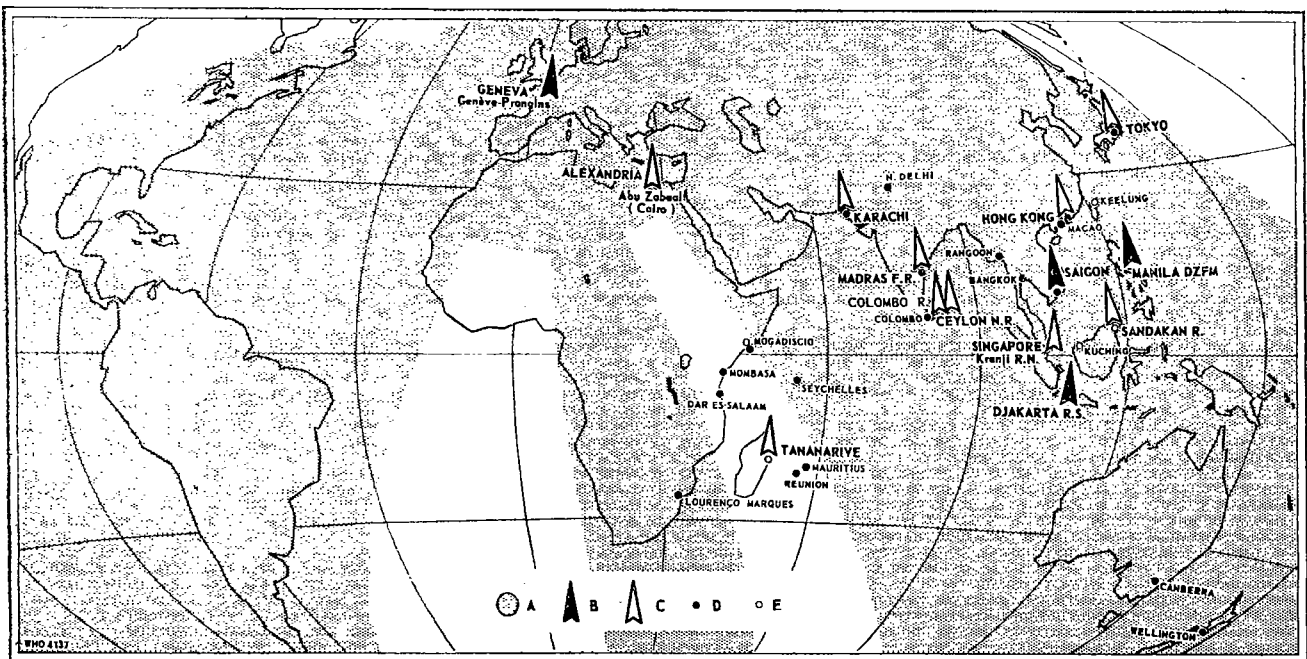 GENEVA
Genève-Prangins
TOKYO
ALEXANDRIA
Abu Zabaal
( Cairo )
N. DELHI
KARACHI
HONG KONG
KEELUNG
MACAO
RANGOON
MADRAS F.R.
BANGKOK
SAIGON
MANILA DZFM
COLOMBO R.
COLOMBO
CEYLON N.R.
SANDAKAN R.
SINGAPORE
Kranji R.N.
KUCHING
MOGADISCIO
MOMBASA
SEYCHELLES
DAR ES-SALAAM
DJAKARTA R.S.
TANANARIVE
MAURITIUS
REUNION
LOURENÇO MARQUES
CANBERRA
A B C D E
WELLINGTON
WHO 4137